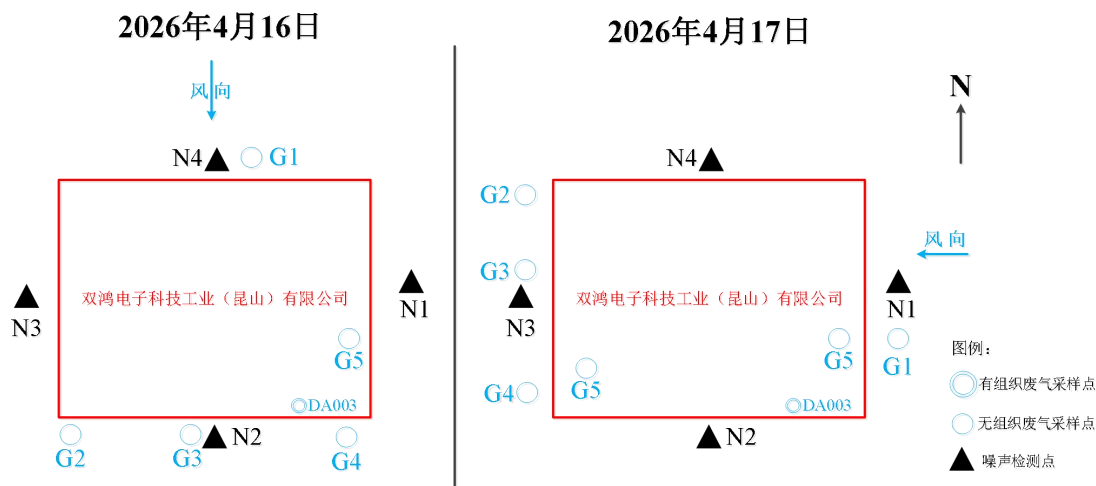 2026年4月16日
风向
N4
G1
双鸿电子科技工业（昆山）有限公司
N3
N1
G5
DA003
N2
G2
G3
G4
2026年4月17日
N
N4
G2
风向
G3
双鸿电子科技工业（昆山）有限公司
N3
N1
G5
G1
G5
G4
DA003
N2
图例：
有组织废气采样点
无组织废气采样点
噪声检测点